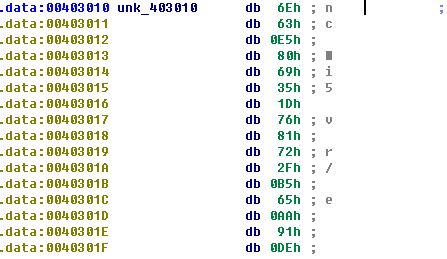 .data:00403010 unk_403010 db 6Eh ; n ;
.data:00403011 db 63h ; c
.data:00403012 db 0E5h ;
.data:00403013 db 80h ;
.data:00403014 db 69h ; i
.data:00403015 db 35h ; 5
.data:00403016 db 1Dh
.data:00403017 db 76h ; v
.data:00403018 db 81h ;
.data:00403019 db 72h ; r
.data:0040301A db 2Fh ; /
.data:0040301B db 0B5h ;
.data:0040301C db 65h ; e
.data:0040301D db 0AAh ;
.data:0040301E db 91h ;
.data:0040301F db 0DEh ;